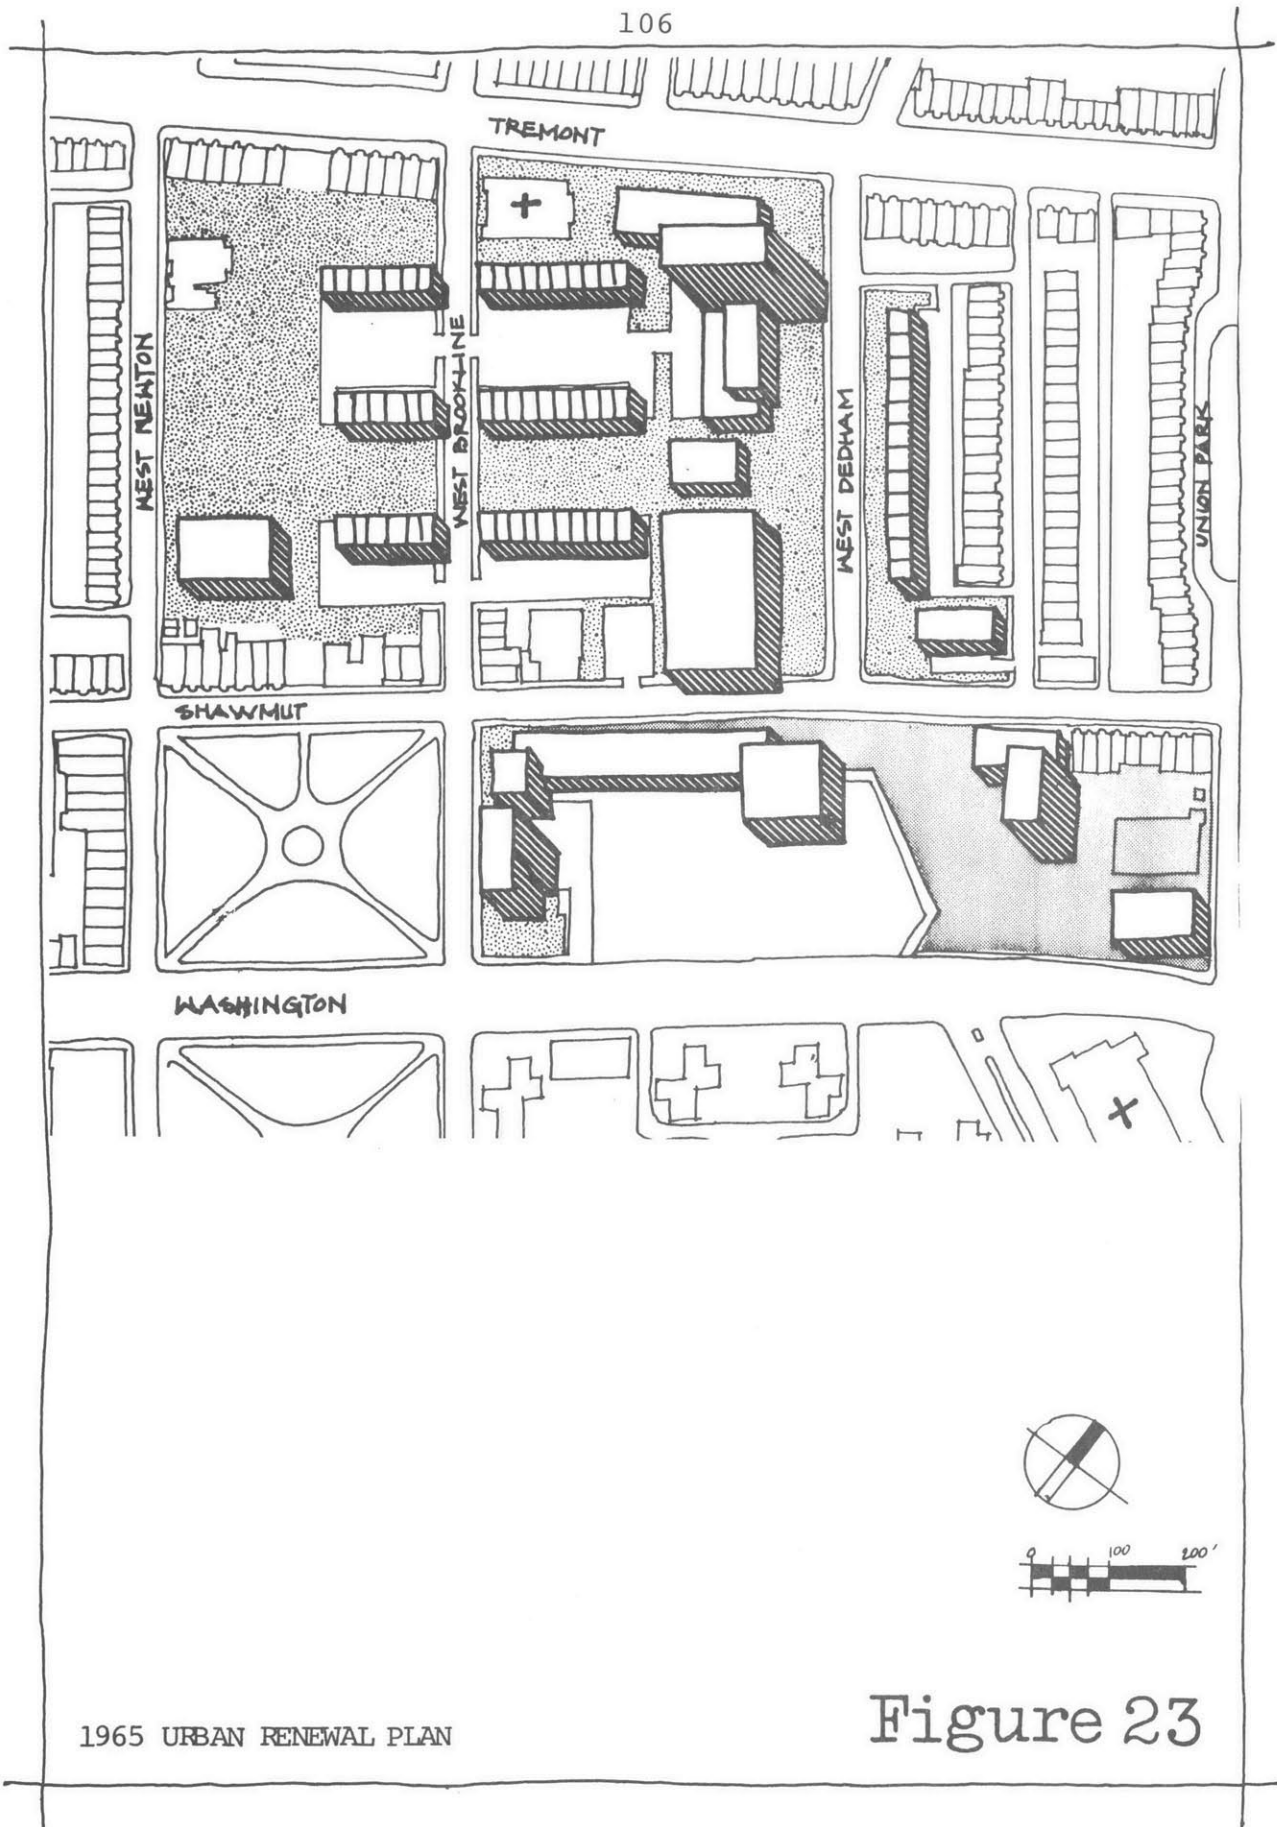 106
TREMONT
WEST NEWTON
WEST BROOKLINE
WEST DEDHAM
UNION PARK
SHAWMUT
WASHINGTON
0 100 200'
1965 URBAN RENEWAL PLAN
Figure 23